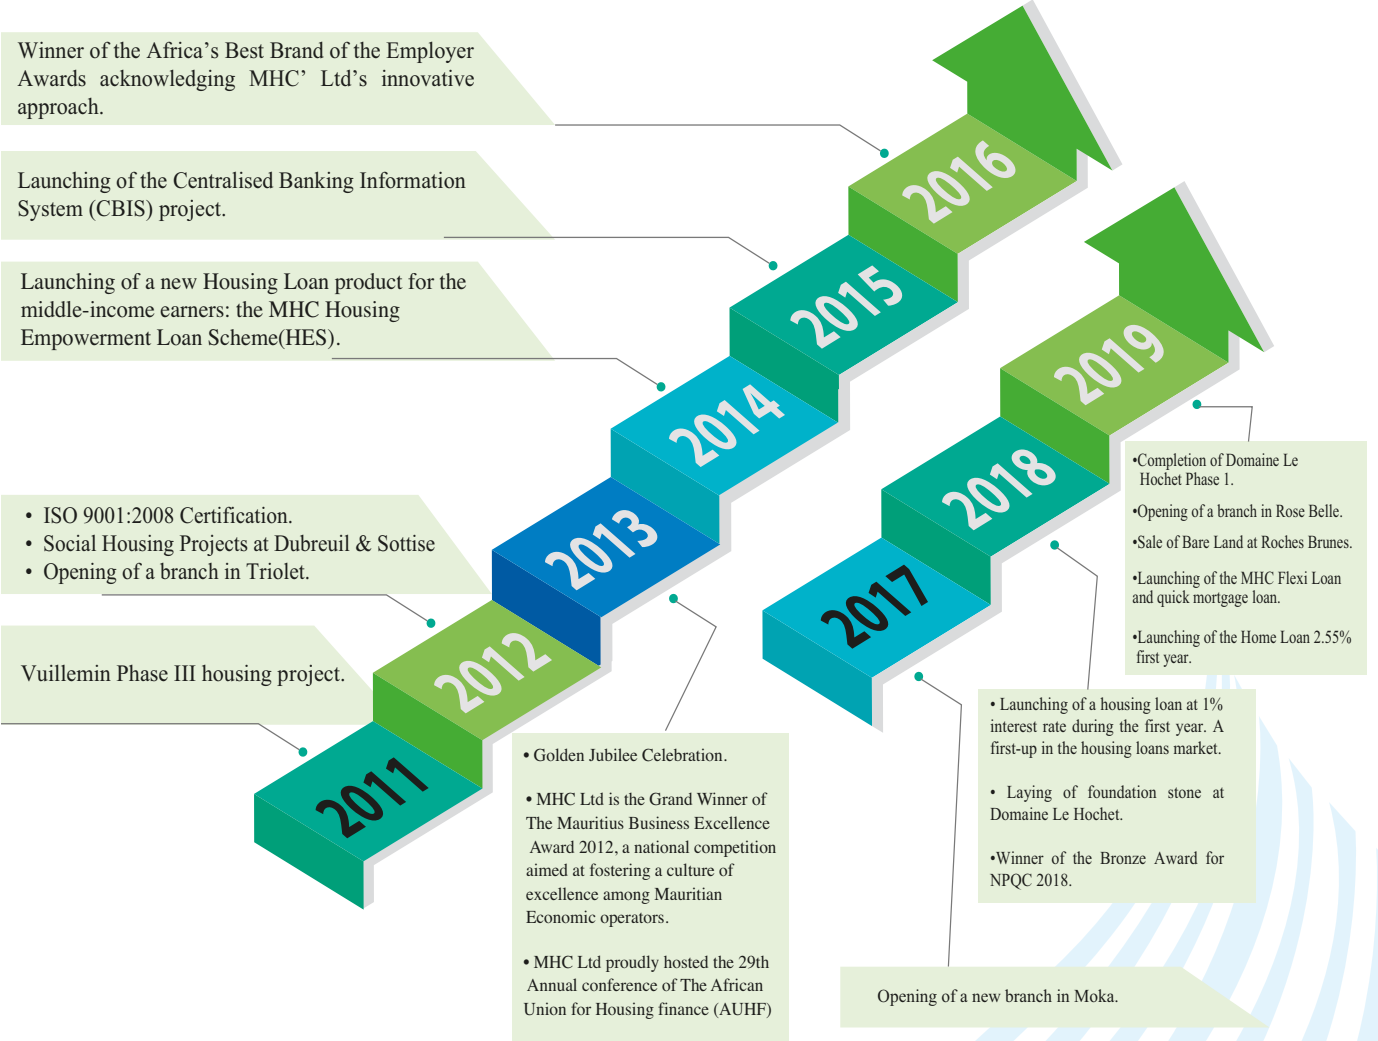 Winner of the Africa's Best Brand of the Employer
Awards acknowledging MHC' Ltd's innovative
approach.
2016
Launching of the Centralised Banking Information
System (CBIS) project.
2015
Launching of a new Housing Loan product for the
middle-income earners: the MHC Housing
Empowerment Loan Scheme(HES).
2014
2013
• ISO 9001:2008 Certification.
• Social Housing Projects at Dubreuil & Sottise
• Opening of a branch in Triolet.
2012
Vuillemin Phase III housing project.
2011
• Golden Jubilee Celebration.
• MHC Ltd is the Grand Winner of
The Mauritius Business Excellence
Award 2012, a national competition
aimed at fostering a culture of
excellence among Mauritian
Economic operators.
• MHC Ltd proudly hosted the 29th
Annual conference of The African
Union for Housing finance (AUHF)
2019
2018
2017
•Completion of Domaine Le
Hochet Phase 1.
•Opening of a branch in Rose Belle.
•Sale of Bare Land at Roches Brunes.
•Launching of the MHC Flexi Loan
and quick mortgage loan.
•Launching of the Home Loan 2.55%
first year.
• Launching of a housing loan at 1%
interest rate during the first year. A
first-up in the housing loans market.
• Laying of foundation stone at
Domaine Le Hochet.
•Winner of the Bronze Award for
NPQC 2018.
Opening of a new branch in Moka.